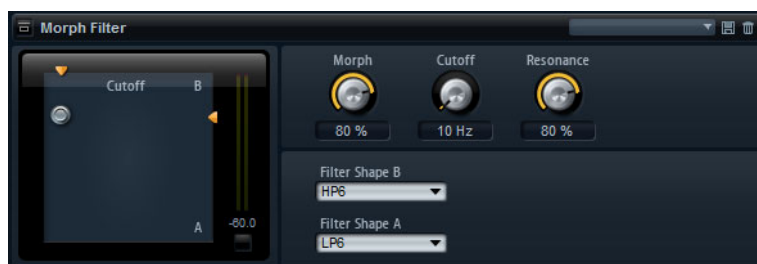 Morph Filter
Cutoff B
A -60.0
Morph Cutoff Resonance
80 % 10 Hz 80 %
Filter Shape B
HP6
Filter Shape A
LP6